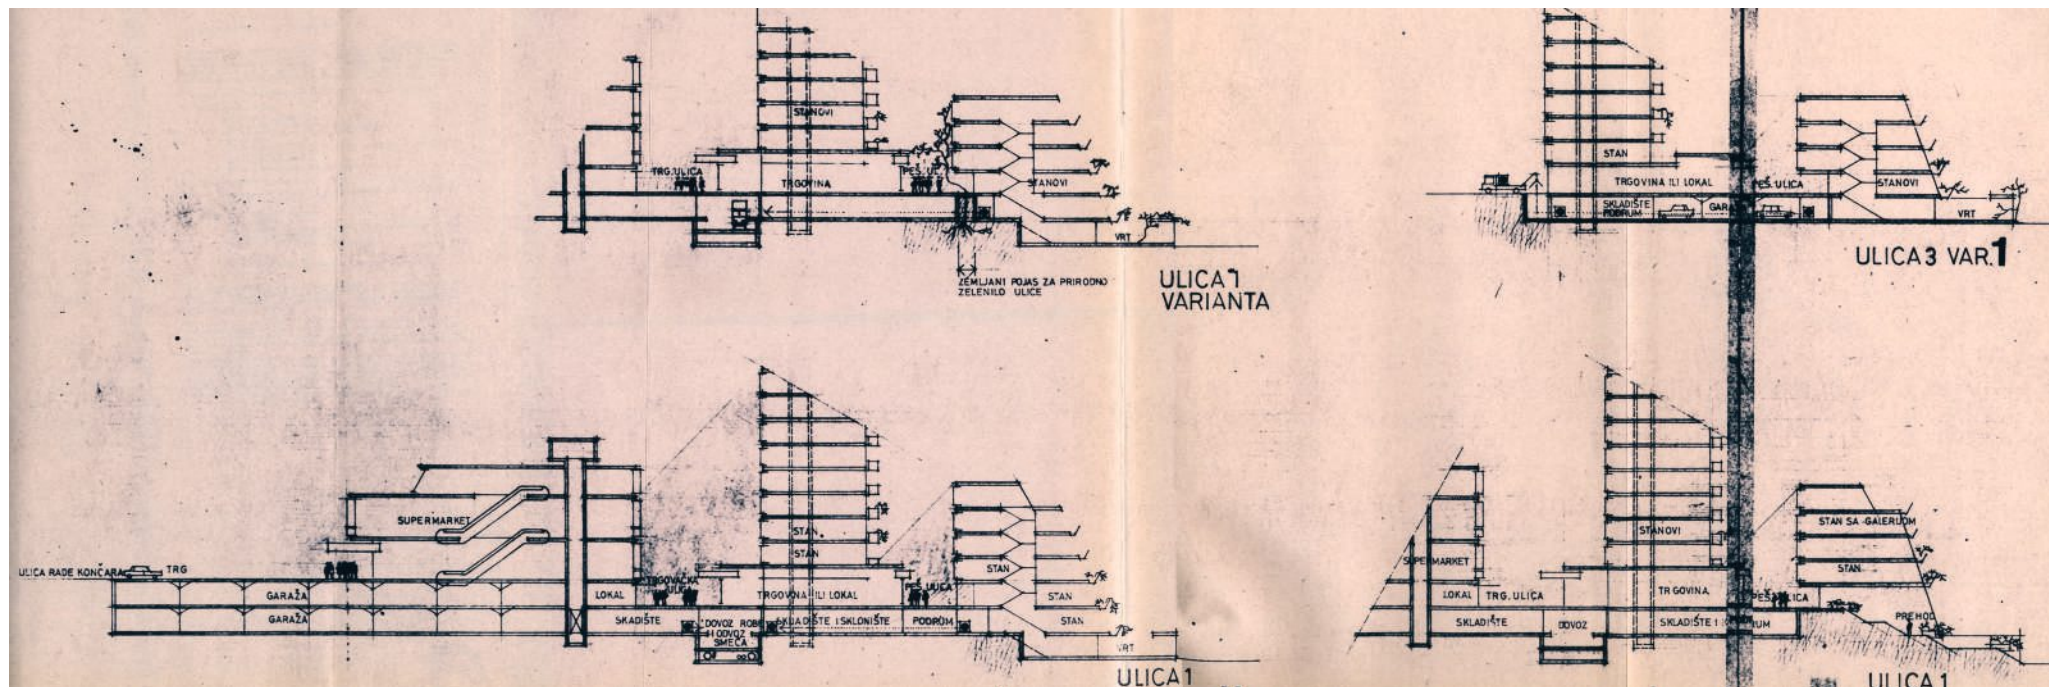 STANOVI
TRG. ULICA
TRGOVINA
PEŠ. UL.
STANOVI
VRT
ZEMLJANI POJAS ZA PRIRODNO
ZELENILO ULICE
ULICA 1
VARIANTA
STAN
TRGOVINA ILI LOKAL
PEŠ. ULICA
STANOVI
SKLADIŠTE
PODRUM
VRT
ULICA 3 VAR.1
SUPERMARKET
STAN
STAN
STAN
ULICA RADE KONČARA
TRG
GARAŽA
LOKAL
TRGOVAČKA
ULICA
TRGOVINA ILI LOKAL
PEŠ. ULICA
STAN
GARAŽA
SKADIŠTE
DOVOZ ROBE
I ODVOZ
SMEĆA
SKLADIŠTE I SKLONIŠTE
PODRUM
STAN
VRT
ULICA 1
STANOVI
STAN SA GALERIJOM
SUPERMARKET
STAN
LOKAL
TRG. ULICA
TRGOVINA
PEŠ. ULICA
SKLADIŠTE
DOVOZ
SKLADIŠTE I
PREHOD
ULICA 1